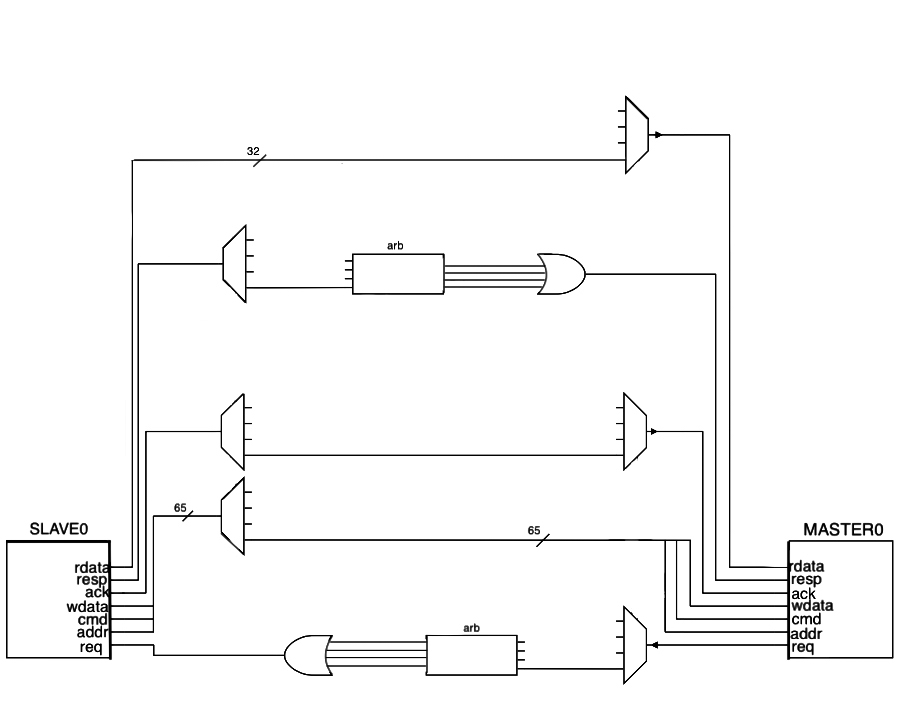 32
arb
65
65
SLAVE0
rdata
resp
ack
wdata
cmd
addr
req
MASTER0
rdata
resp
ack
wdata
cmd
addr
req
arb